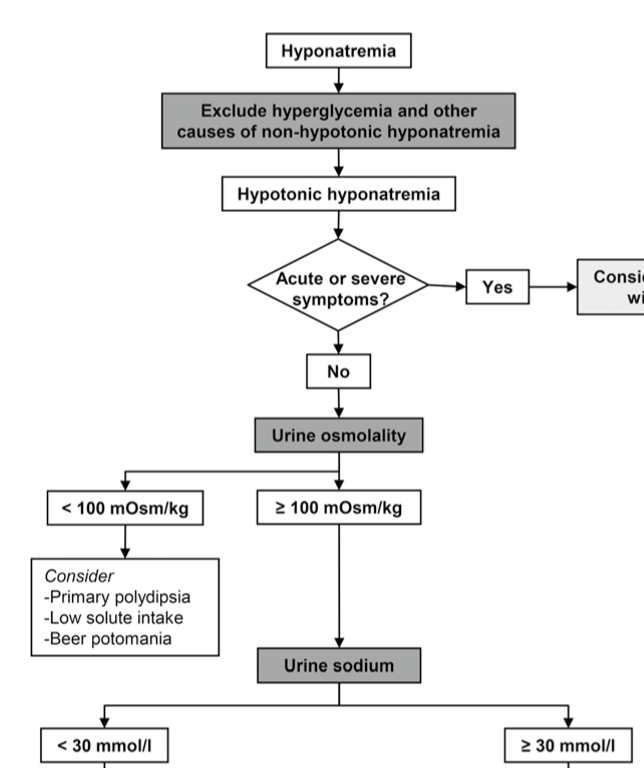 Hyponatremia
Exclude hyperglycemia and other
causes of non-hypotonic hyponatremia
Hypotonic hyponatremia
Acute or severe
symptoms?
Yes
No
Urine osmolality
< 100 mOsm/kg
≥ 100 mOsm/kg
Consider
-Primary polydipsia
-Low solute intake
-Beer potomania
Urine sodium
< 30 mmol/l
≥ 30 mmol/l